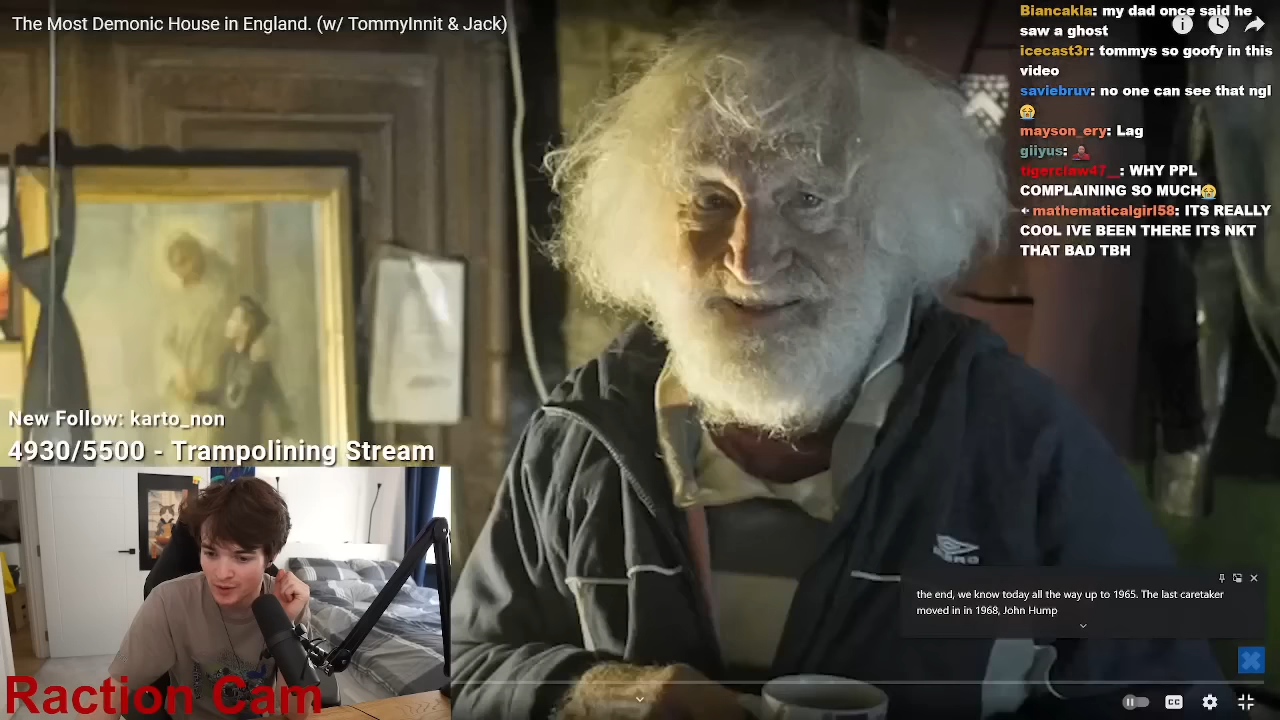 The Most Demonic House in England. (w/ TommyInnit & Jack)
Biancakla: my dad once said he
saw a ghost
icecast3r: tommys so goofy in this
video
saviebruv: no one can see that ngl
😭
mayson_ery: Lag
giiyus:
tigerclaw47__: WHY PPL
COMPLAINING SO MUCH😭
mathematicalgirl58: ITS REALLY
COOL IVE BEEN THERE ITS NKT
THAT BAD TBH
New Follow: karto_non
4930/5500 - Trampolining Stream
the end, we know today all the way up to 1965. The last caretaker
moved in in 1968, John Hump
CC
Raction Cam